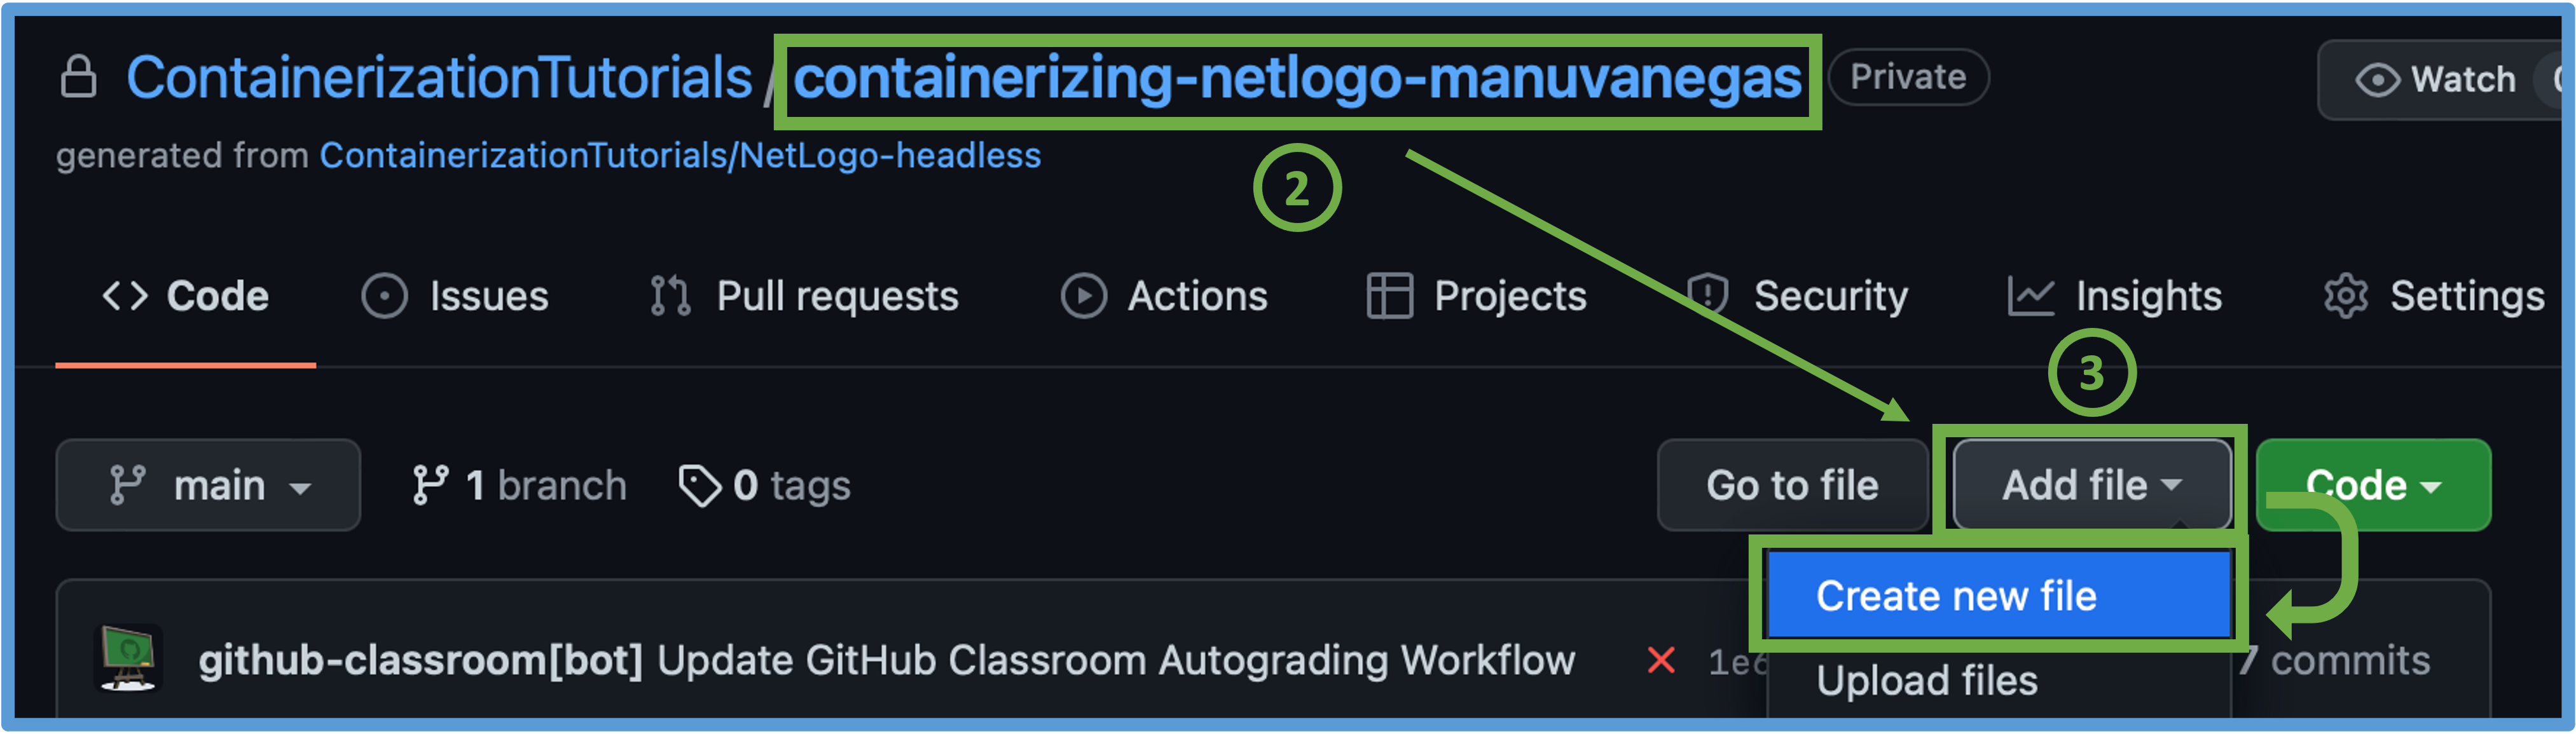 ContainerizationTutorials / containerizing-netlogo-manuvanegas Private Watch
generated from ContainerizationTutorials/NetLogo-headless
2
Code Issues Pull requests Actions Projects Security Insights Settings
3
main 1 branch 0 tags Go to file Add file Code
Create new file
github-classroom[bot] Update GitHub Classroom Autograding Workflow 7 commits
Upload files